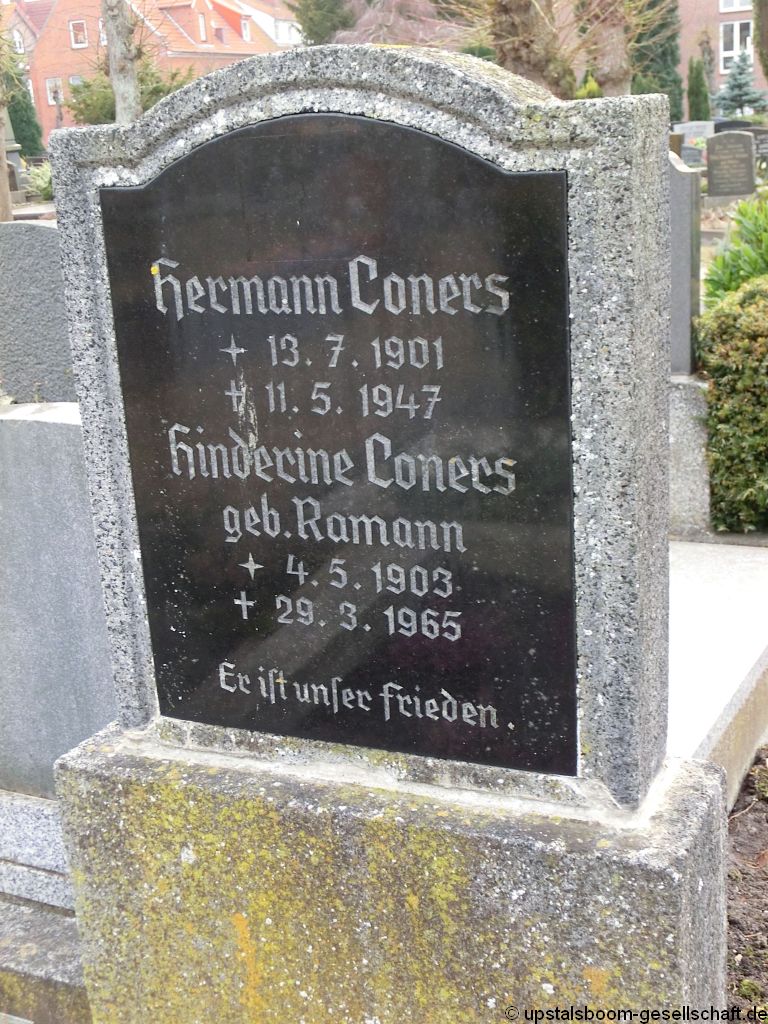 Hermann Coners
✦ 13. 7. 1901
✝ 11. 5. 1947
Hinderine Coners
geb. Ramann
✦ 4. 5. 1903
✝ 29. 3. 1965
Er iſt unſer Frieden.
© upstalsboom-gesellschaft.de